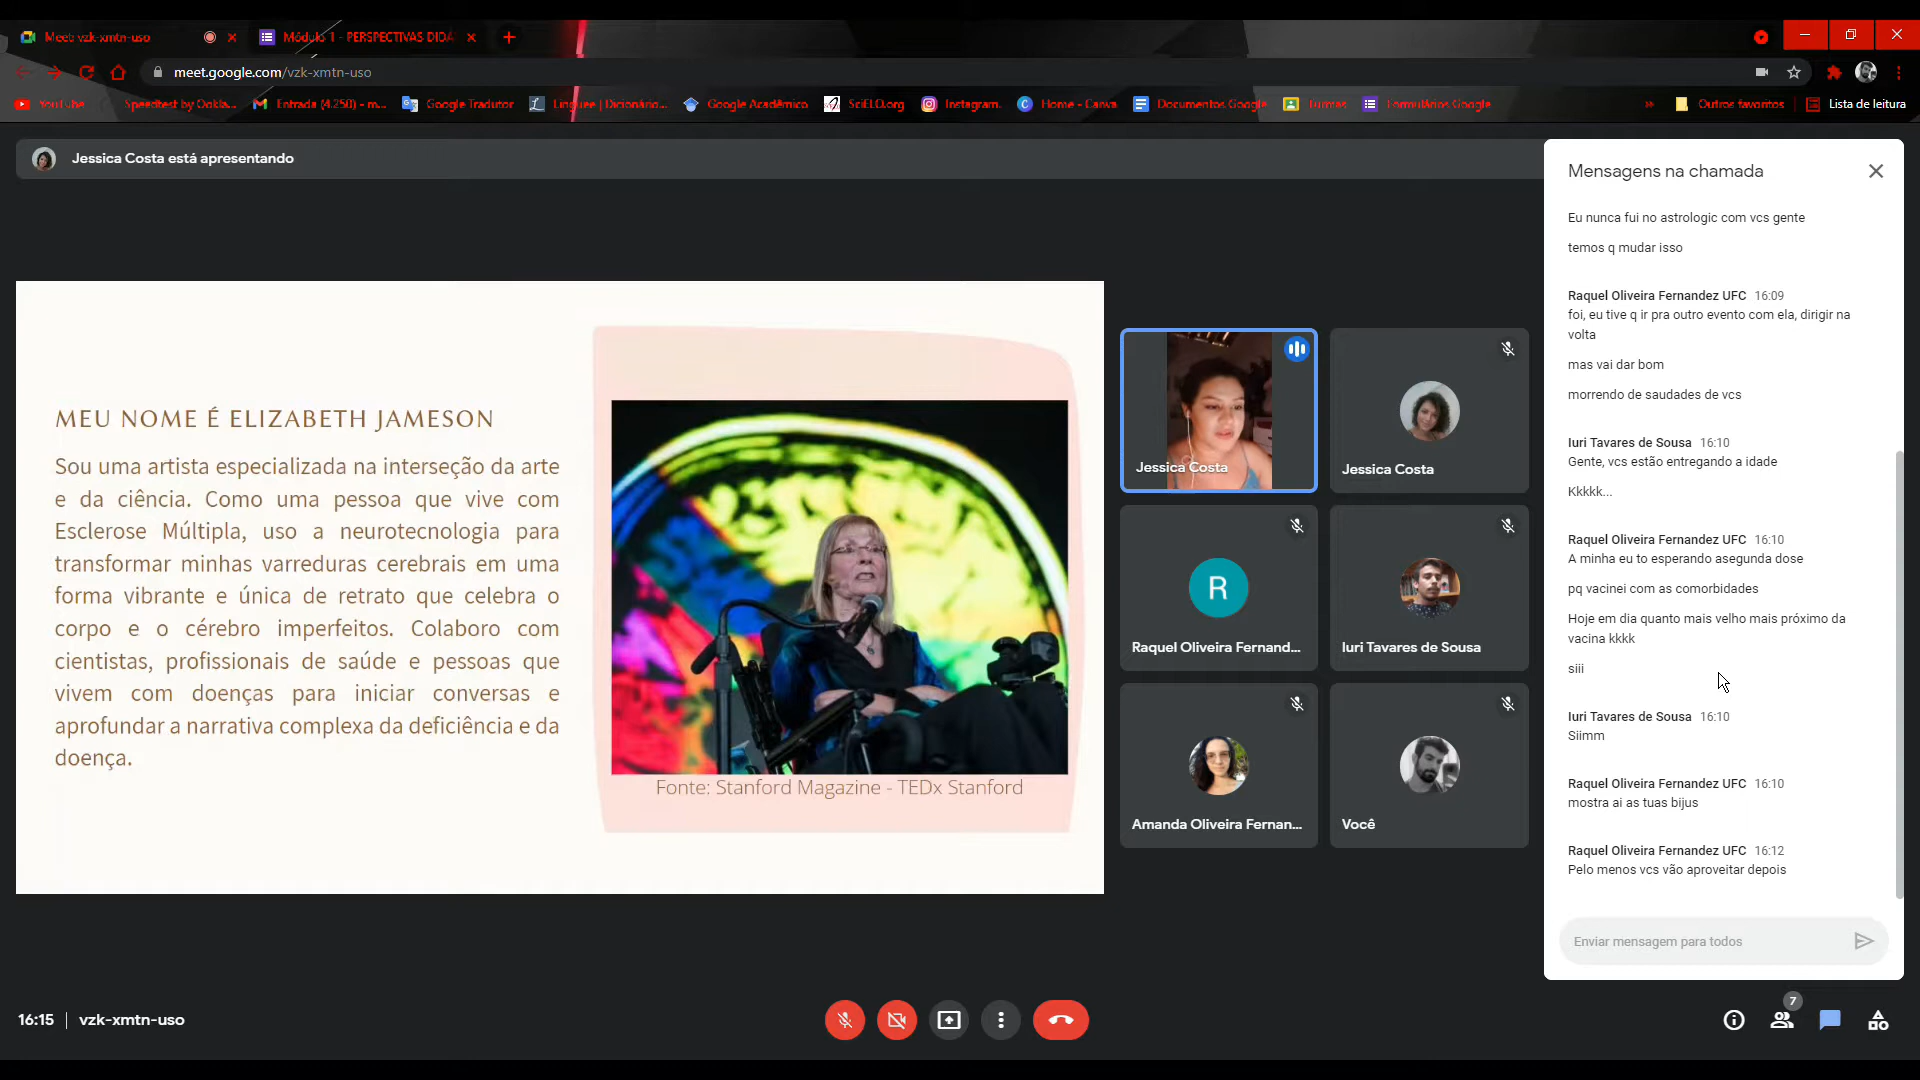 Meet: vzk-xmtn-uso
Módulo 1 - PERSPECTIVAS DIDÁ
meet.google.com/vzk-xmtn-uso
YouTube
Speedtest by Ookla...
Entrada (4.250) - m...
Google Tradutor
Linguee | Dicionário...
Google Acadêmico
SciELO.org
Instagram.
Home - Canva
Documentos Google
Turmas
Formulários Google
»
Outros favoritos
Lista de leitura
Jessica Costa está apresentando
MEU NOME É ELIZABETH JAMESON
Sou uma artista especializada na interseção da arte
e da ciência. Como uma pessoa que vive com
Esclerose Múltipla, uso a neurotecnologia para
transformar minhas varreduras cerebrais em uma
forma vibrante e única de retrato que celebra o
corpo e o cérebro imperfeitos. Colaboro com
cientistas, profissionais de saúde e pessoas que
vivem com doenças para iniciar conversas e
aprofundar a narrativa complexa da deficiência e da
doença.
Fonte: Stanford Magazine - TEDx Stanford
Jessica Costa
Jessica Costa
R
Raquel Oliveira Fernand...
Iuri Tavares de Sousa
Amanda Oliveira Fernan...
Você
Mensagens na chamada
Eu nunca fui no astrologic com vcs gente
temos q mudar isso
Raquel Oliveira Fernandez UFC 16:09
foi, eu tive q ir pra outro evento com ela, dirigir na
volta
mas vai dar bom
morrendo de saudades de vcs
Iuri Tavares de Sousa 16:10
Gente, vcs estão entregando a idade
Kkkkk...
Raquel Oliveira Fernandez UFC 16:10
A minha eu to esperando asegunda dose
pq vacinei com as comorbidades
Hoje em dia quanto mais velho mais próximo da
vacina kkkk
siii
Iuri Tavares de Sousa 16:10
Siimm
Raquel Oliveira Fernandez UFC 16:10
mostra ai as tuas bijus
Raquel Oliveira Fernandez UFC 16:12
Pelo menos vcs vão aproveitar depois
Enviar mensagem para todos
16:15 | vzk-xmtn-uso
7